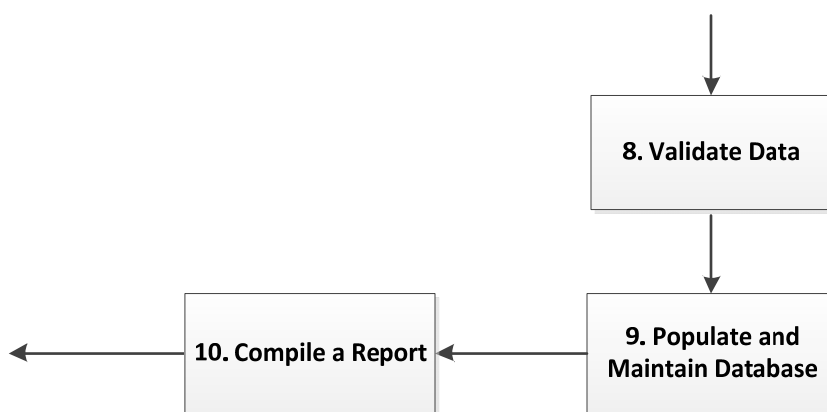 8. Validate Data
9. Populate and
Maintain Database
10. Compile a Report